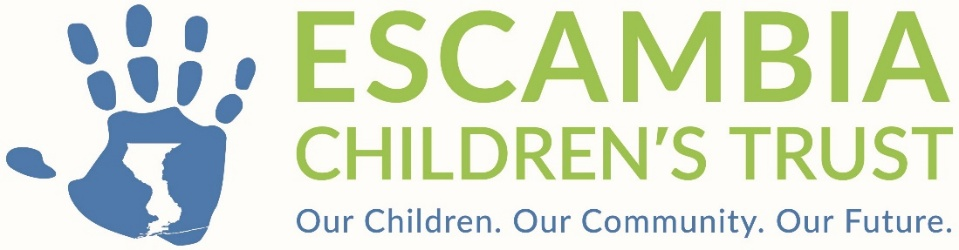 ESCAMBIA
CHILDREN'S TRUST
Our Children. Our Community. Our Future.